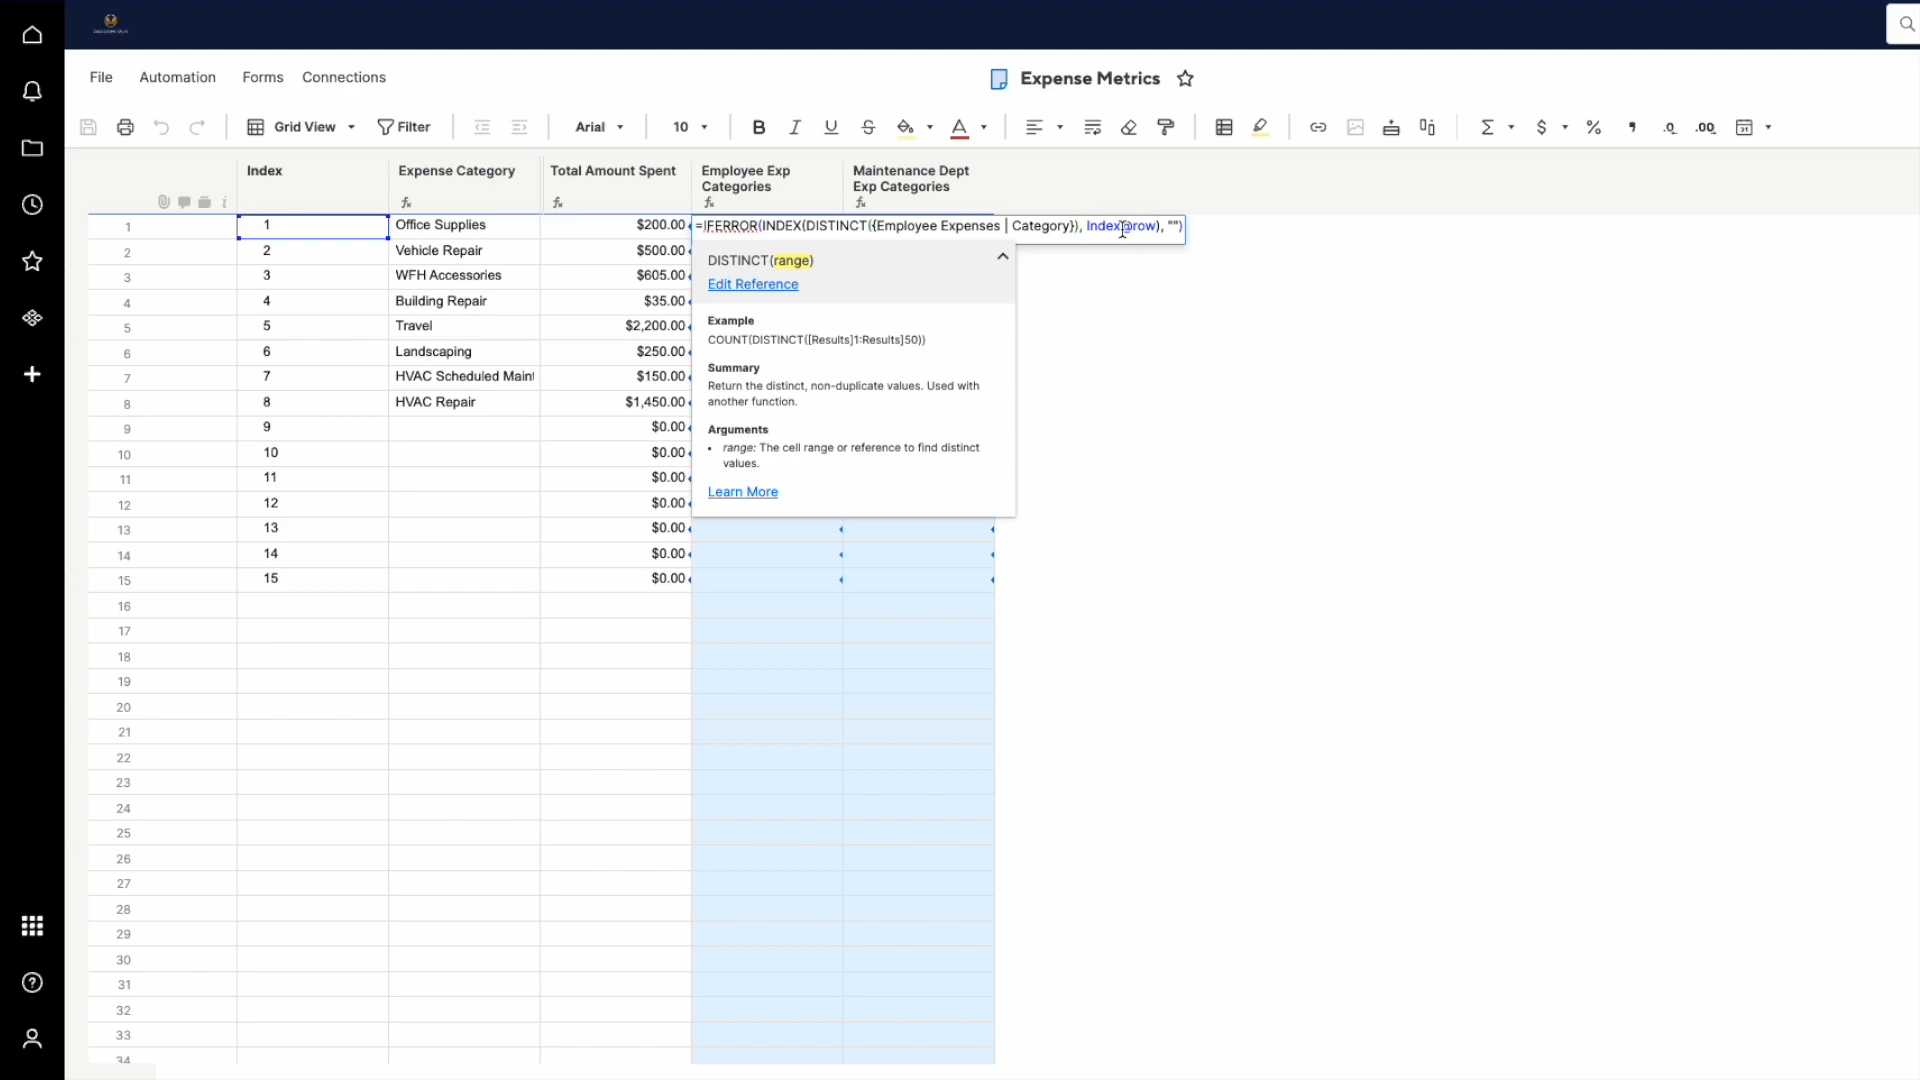 File Automation Forms Connections
Expense Metrics
Grid View Filter Arial 10 B I U S A Σ $ % , .0 .00 31
Index
Expense Category
Total Amount Spent
Employee Exp
Categories
Maintenance Dept
Exp Categories
i
fx fx fx fx
1 1 Office Supplies $200.00 =IFERROR(INDEX(DISTINCT({Employee Expenses | Category}), Index@row), "")
2 2 Vehicle Repair $500.00
3 3 WFH Accessories $605.00
4 4 Building Repair $35.00
5 5 Travel $2,200.00
6 6 Landscaping $250.00
7 7 HVAC Scheduled Maint $150.00
8 8 HVAC Repair $1,450.00
9 9 $0.00
10 10 $0.00
11 11 $0.00
12 12 $0.00
13 13 $0.00
14 14 $0.00
15 15 $0.00
16
17
18
19
20
21
22
23
24
25
26
27
28
29
30
31
32
33
34
DISTINCT(range)
Edit Reference
Example
COUNT(DISTINCT([Results]1:Results]50))
Summary
Return the distinct, non-duplicate values. Used with
another function.
Arguments
• range: The cell range or reference to find distinct
values.
Learn More